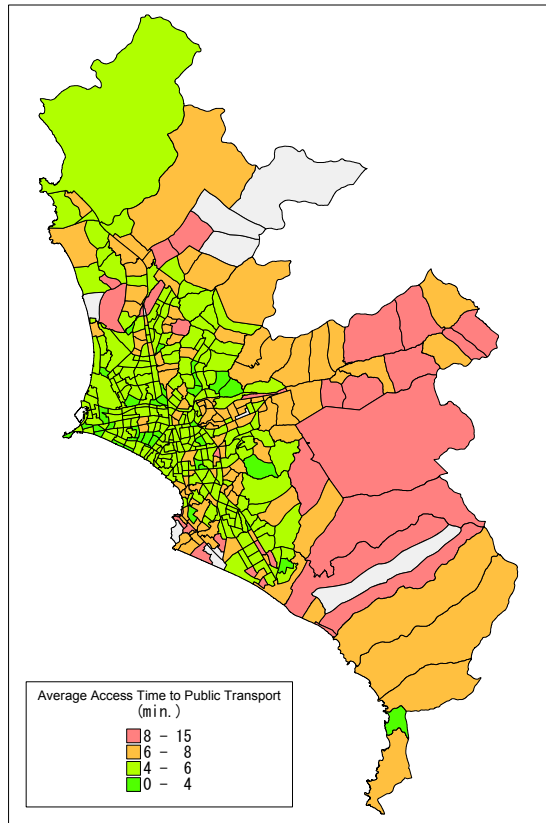 Average Access Time to Public Transport
(min.)
8 - 15
6 - 8
4 - 6
0 - 4